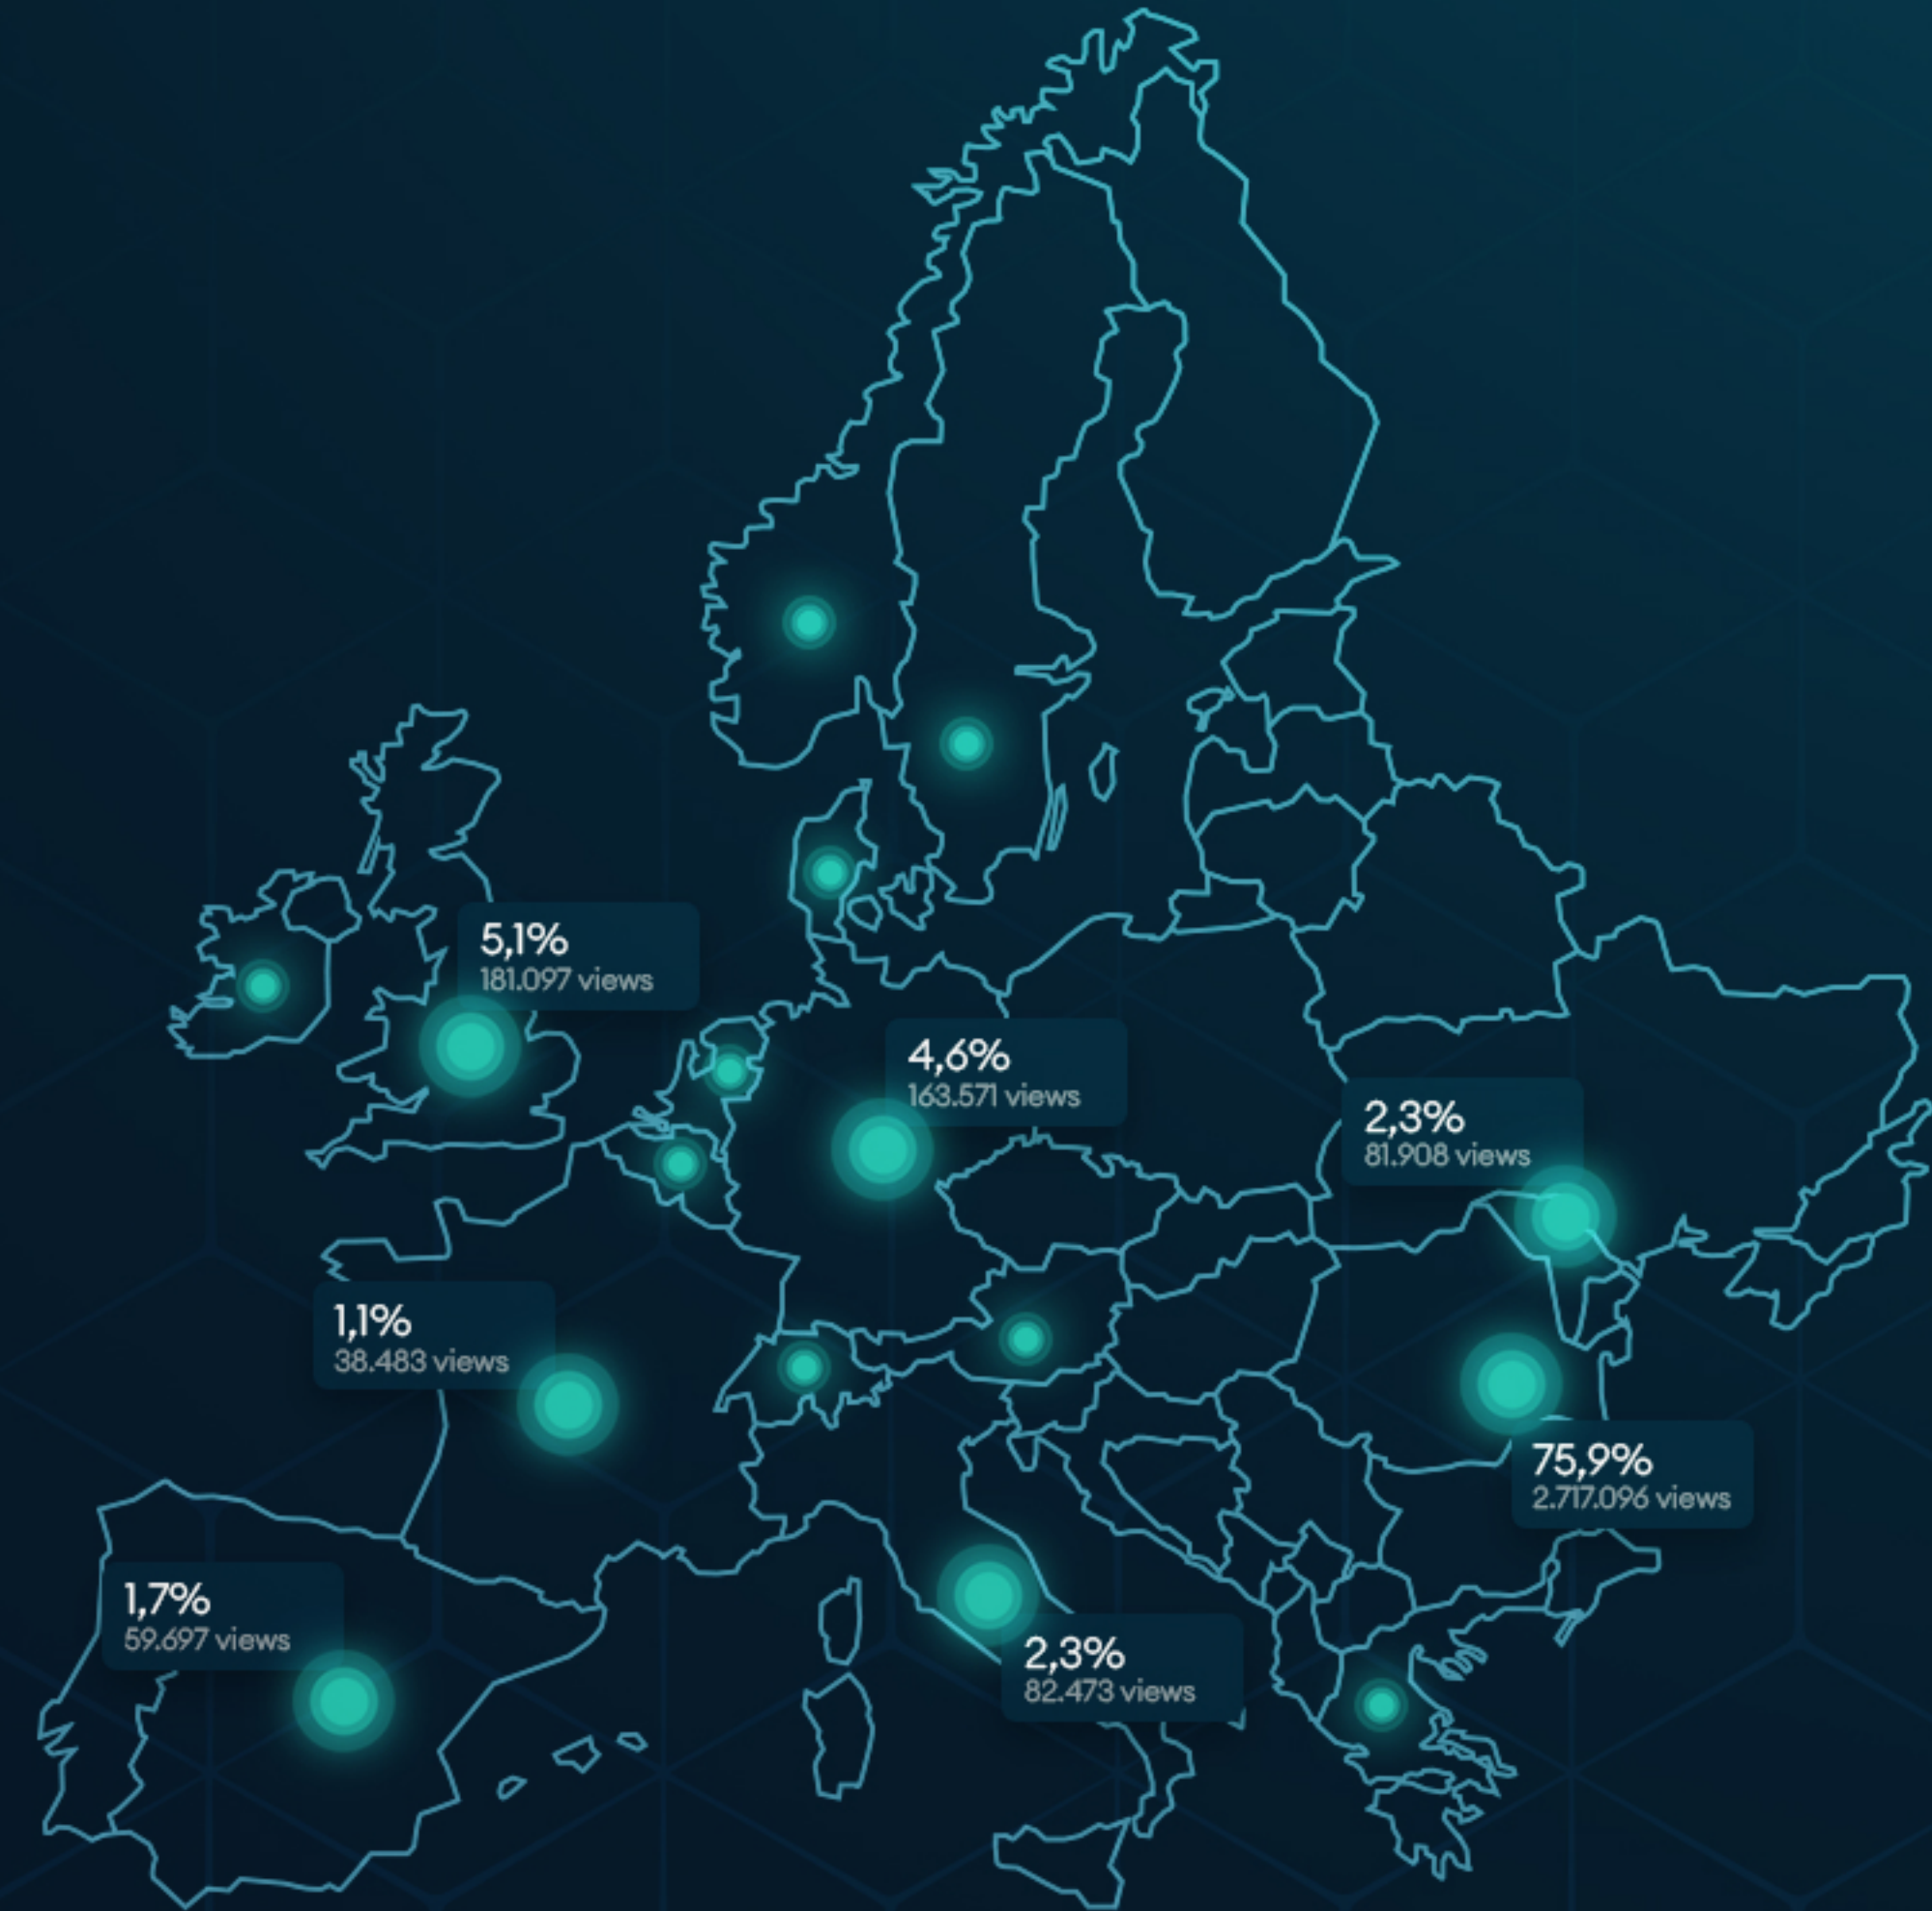 5,1%
181.097 views
4,6%
163.571 views
2,3%
81.908 views
1,1%
38.483 views
75,9%
2.717.096 views
1,7%
59.697 views
2,3%
82.473 views